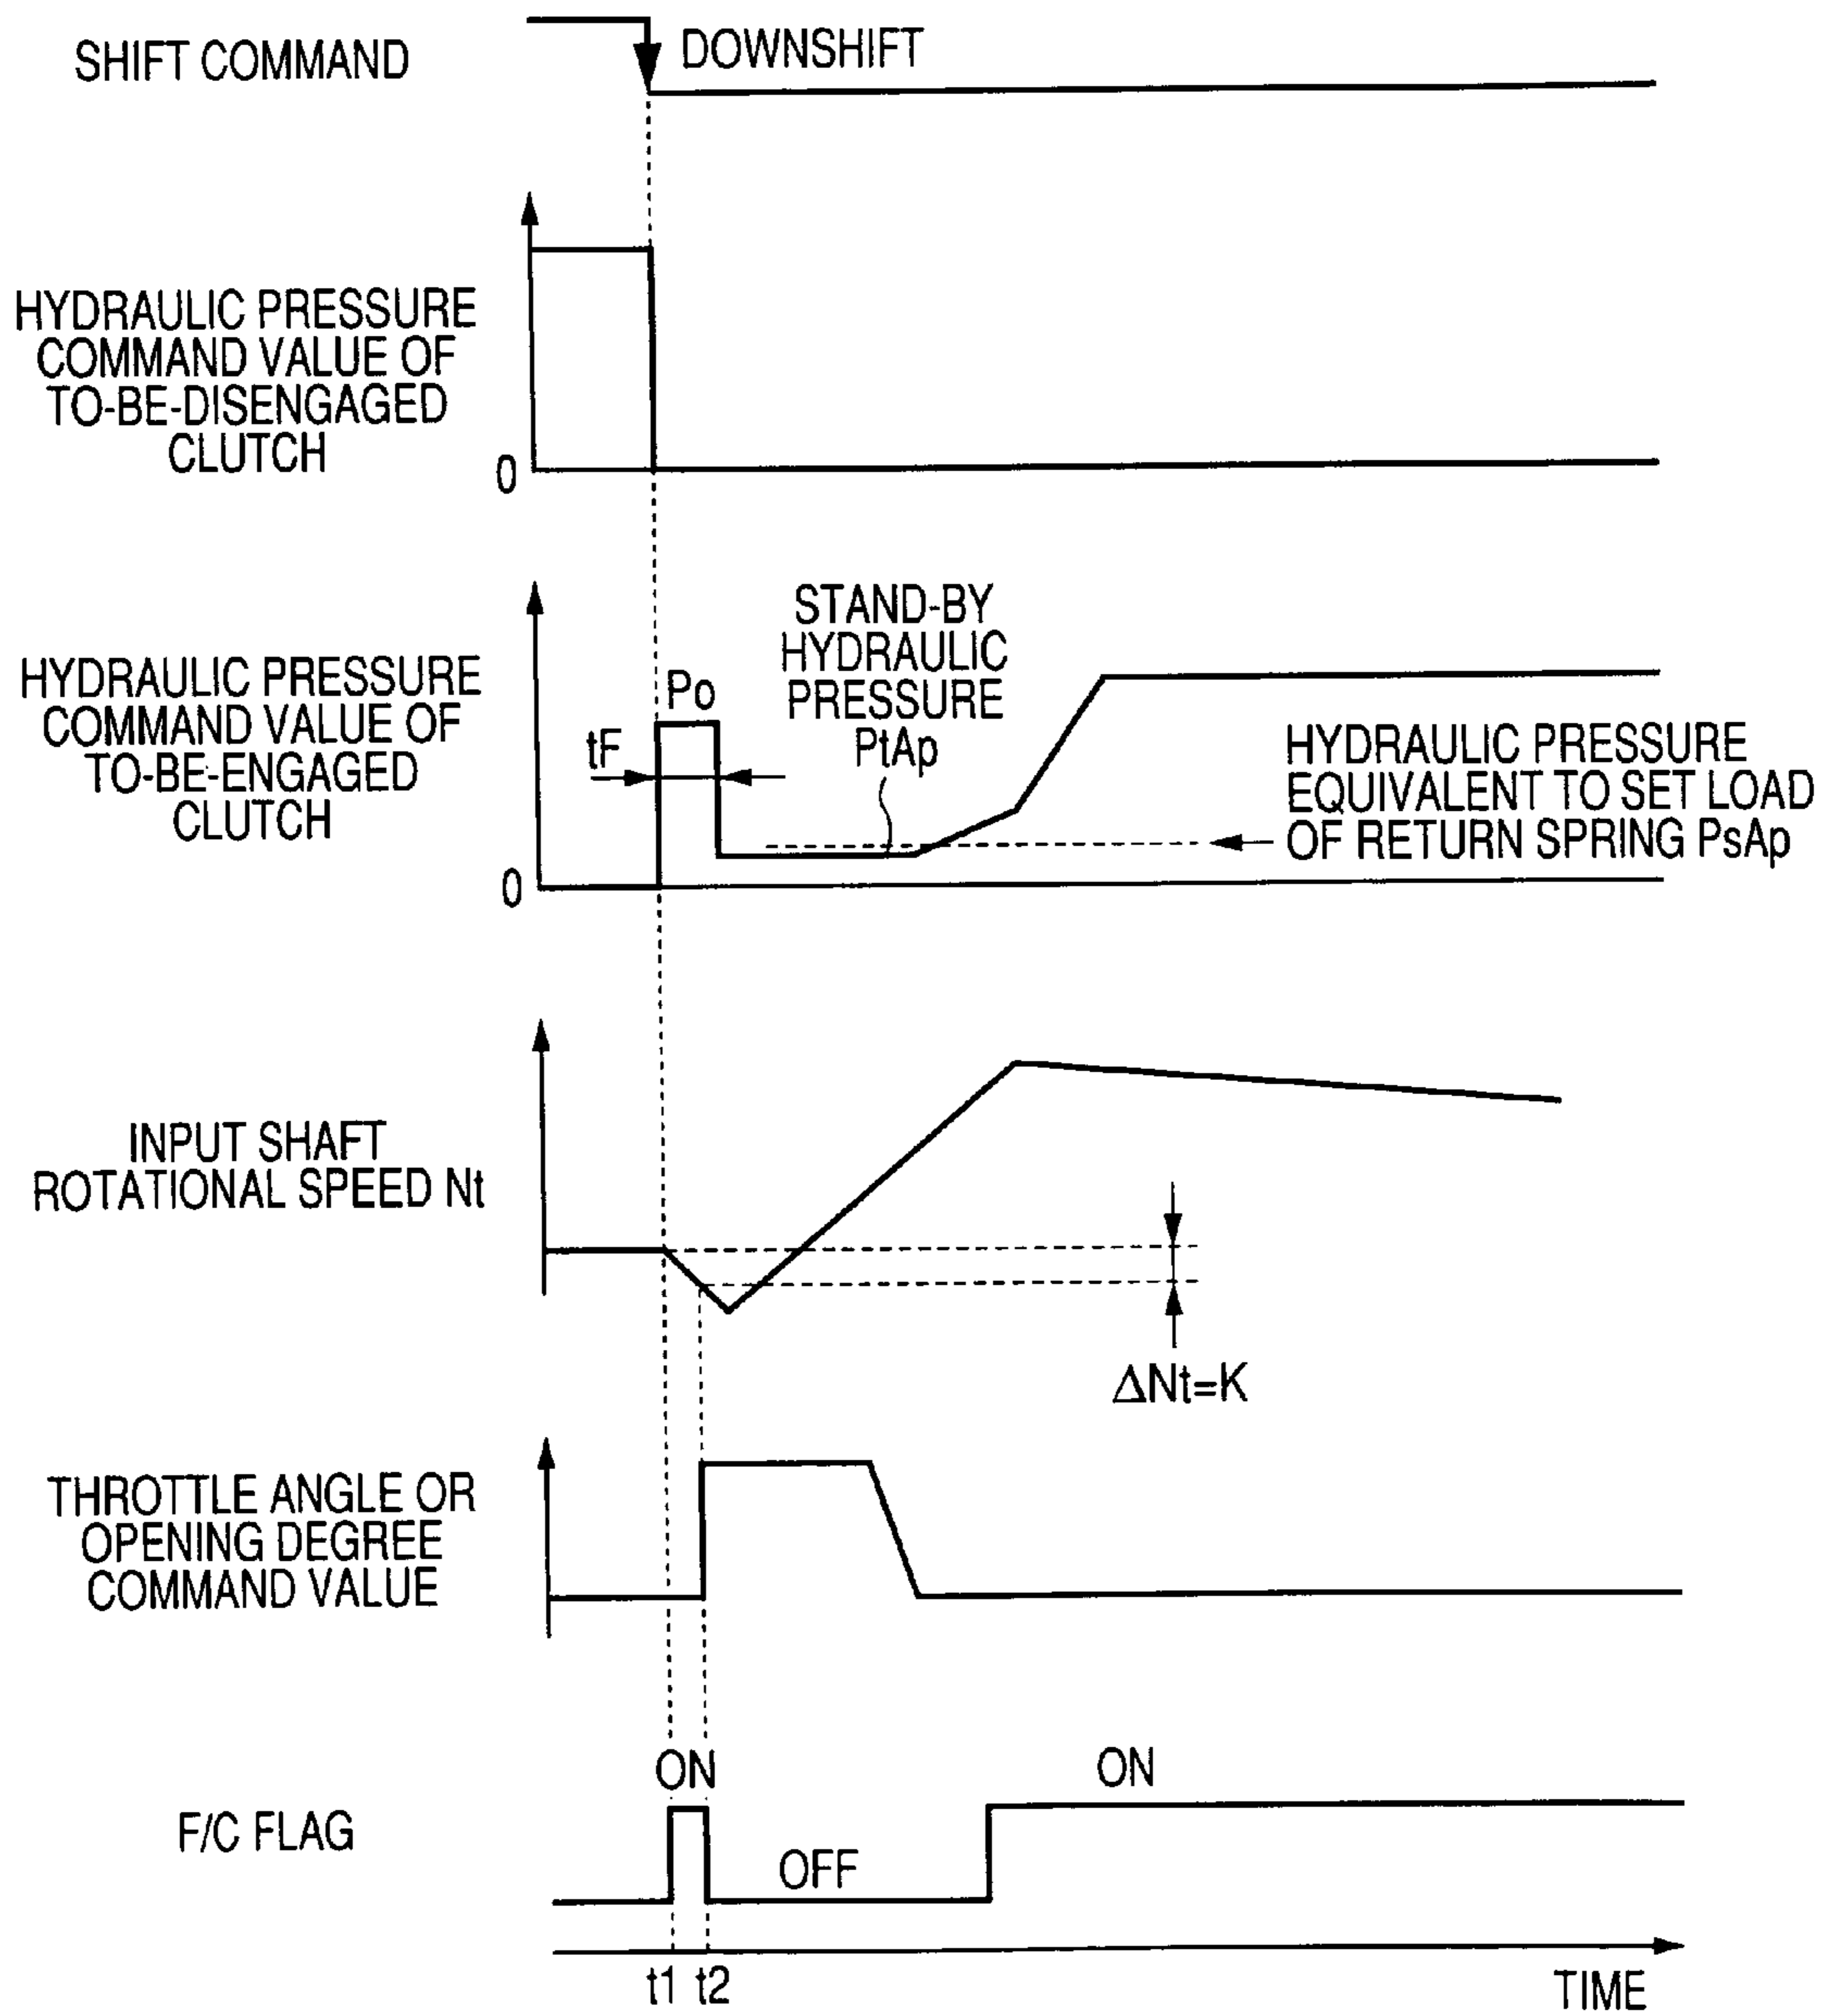 SHIFT COMMAND
DOWNSHIFT
HYDRAULIC PRESSURE
COMMAND VALUE OF
TO-BE-DISENGAGED
CLUTCH
0
HYDRAULIC PRESSURE
COMMAND VALUE OF
TO-BE-ENGAGED
CLUTCH
0
tF
Po
STAND-BY
HYDRAULIC
PRESSURE
PtAp
HYDRAULIC PRESSURE
EQUIVALENT TO SET LOAD
OF RETURN SPRING PsAp
INPUT SHAFT
ROTATIONAL SPEED Nt
ΔNt=K
THROTTLE ANGLE OR
OPENING DEGREE
COMMAND VALUE
F/C FLAG
ON
OFF
ON
t1 t2
TIME